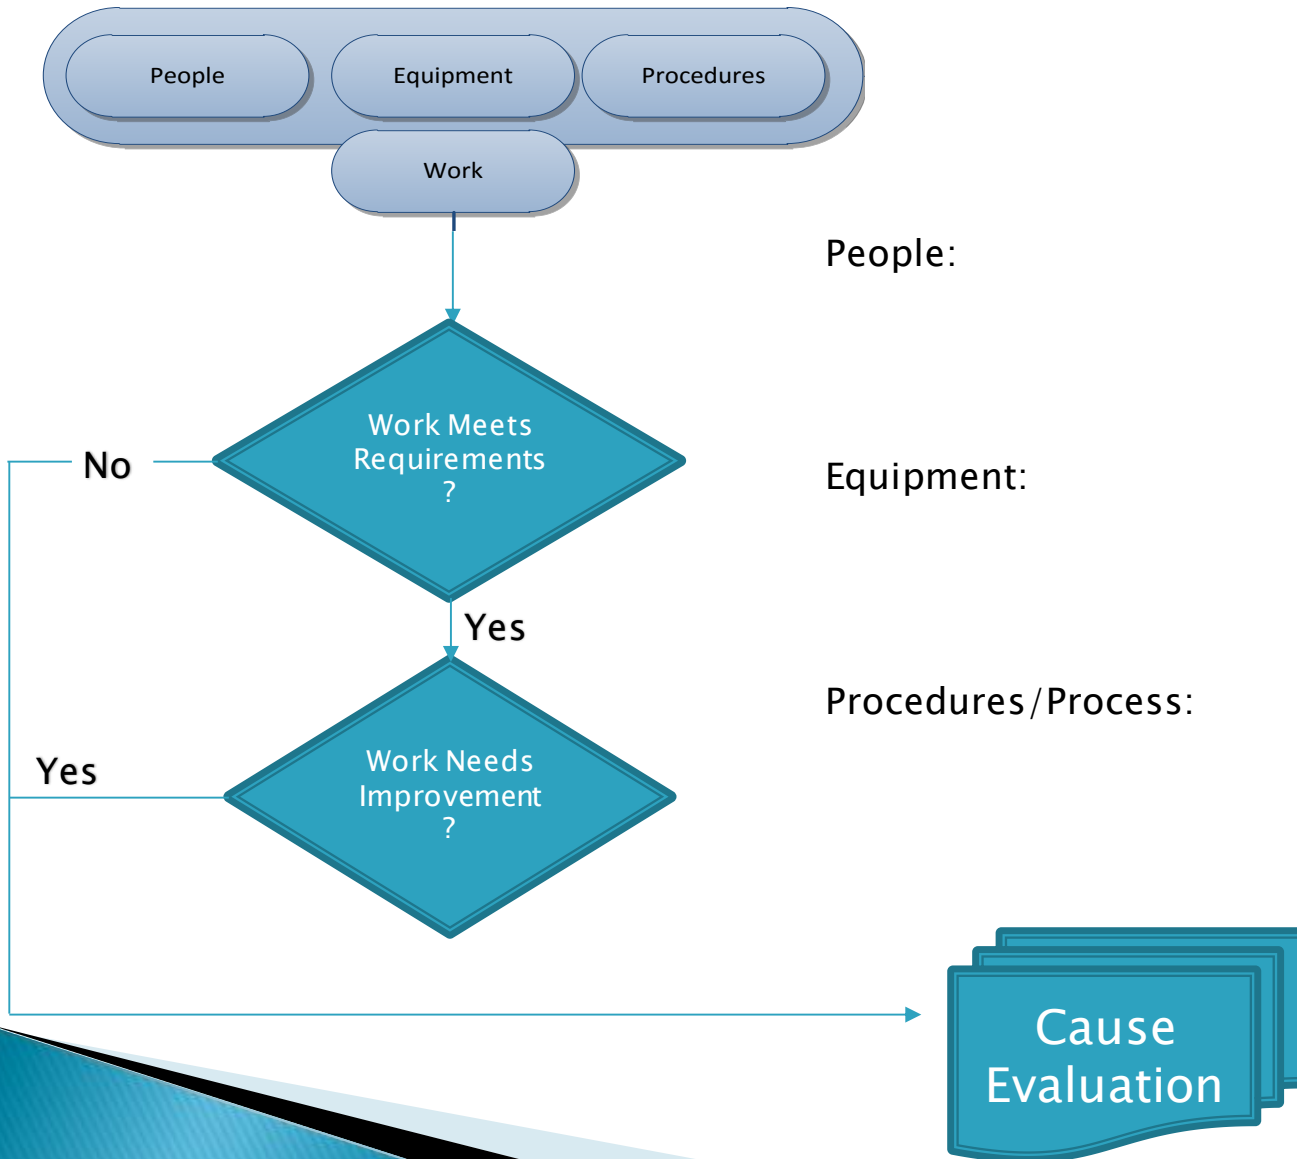 People
Equipment
Procedures
Work
People:
Work Meets
Requirements
?
No
Equipment:
Yes
Procedures/Process:
Work Needs
Improvement
?
Yes
Cause
Evaluation